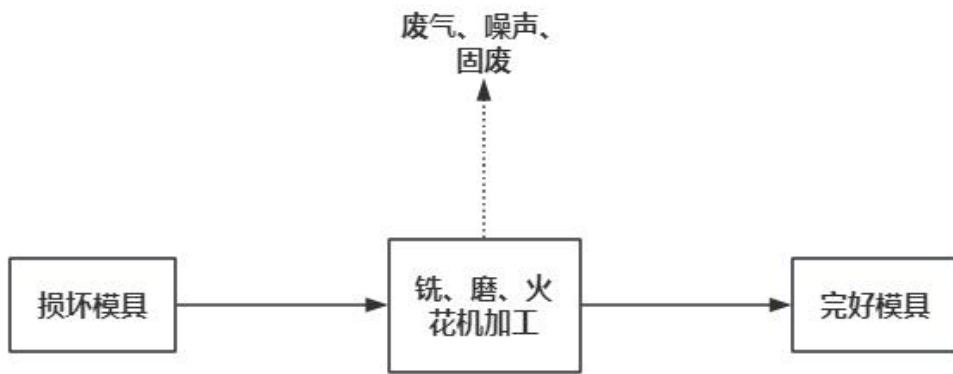 废气、噪声、
固废
损坏模具
铣、磨、火
花机加工
完好模具